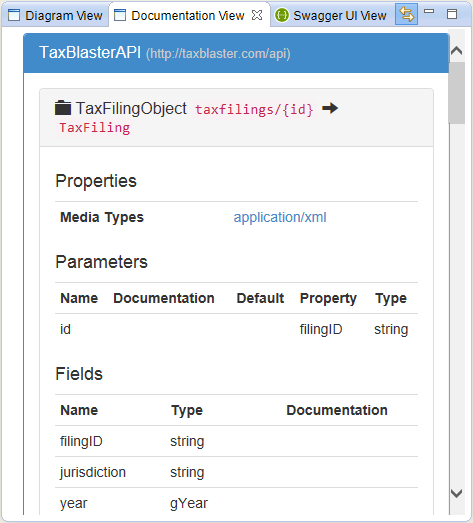 Diagram View Documentation View Swagger UI View
TaxBlasterAPI (http://taxblaster.com/api)
TaxFilingObject taxfilings/{id}
TaxFiling
Properties
Media Types application/xml
Parameters
Name Documentation Default Property Type
id filingID string
Fields
Name Type Documentation
filingID string
jurisdiction string
year gYear